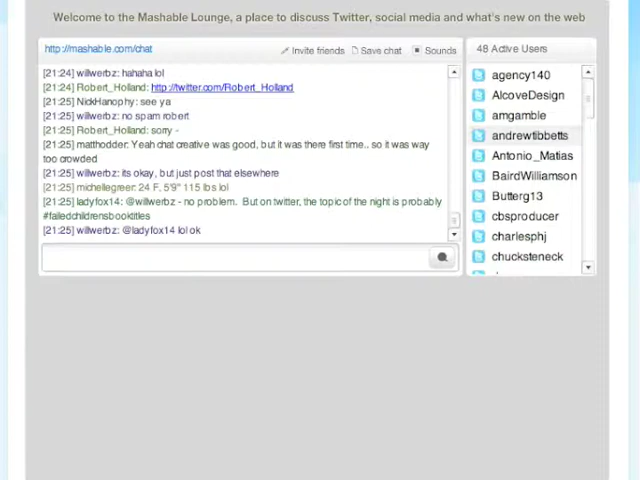 Welcome to the Mashable Lounge, a place to discuss Twitter, social media and what's new on the web
http://mashable.com/chat
Invite friends
Save chat
Sounds
48 Active Users
[21:24] willwerbz: hahaha lol
[21:24] Robert_Holland: http://twitter.com/Robert_Holland
[21:25] NickHanophy: see ya
[21:25] willwerbz: no spam robert
[21:25] Robert_Holland: sorry -
[21:25] matthodder: Yeah chat creative was good, but it was there first time.. so it was way
too crowded
[21:25] willwerbz: its okay, but just post that elsewhere
[21:25] michellegreer: 24 F, 5'9" 115 lbs lol
[21:25] ladyfox14: @willwerbz - no problem. But on twitter, the topic of the night is probably
#failedchildrensbooktitles
[21:25] willwerbz: @ladyfox14 lol ok
agency140
AlcoveDesign
amgamble
andrewtibbetts
Antonio_Matias
BairdWilliamson
Butterg13
cbsproducer
charlesphj
chucksteneck